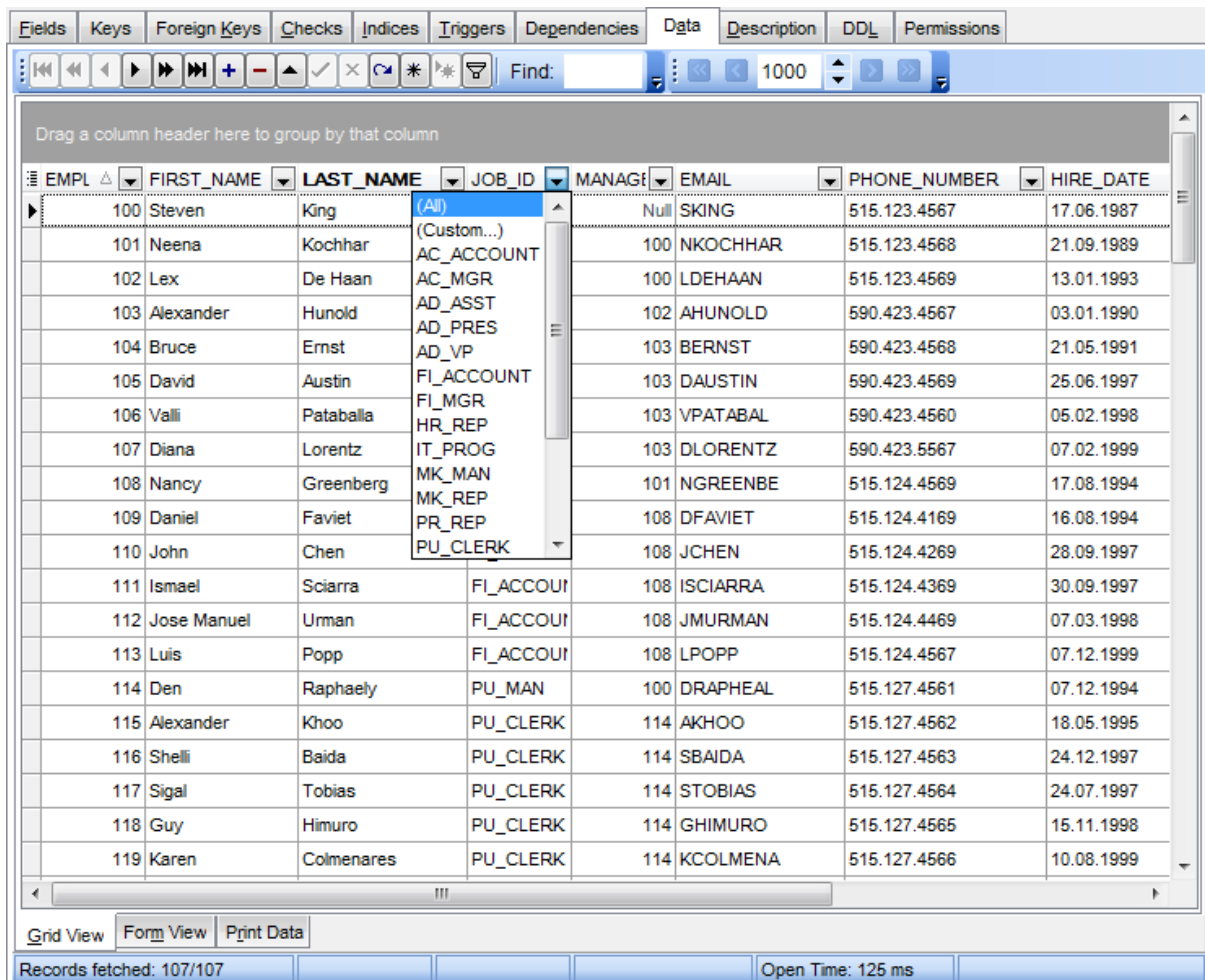 Fields Keys Foreign Keys Checks Indices Triggers Dependencies Data Description DDL Permissions
Find: 1000
Drag a column header here to group by that column
EMPL FIRST_NAME LAST_NAME JOB_ID MANAGE EMAIL PHONE_NUMBER HIRE_DATE
100 Steven King Null SKING 515.123.4567 17.06.1987
101 Neena Kochhar 100 NKOCHHAR 515.123.4568 21.09.1989
102 Lex De Haan 100 LDEHAAN 515.123.4569 13.01.1993
103 Alexander Hunold 102 AHUNOLD 590.423.4567 03.01.1990
104 Bruce Ernst 103 BERNST 590.423.4568 21.05.1991
105 David Austin 103 DAUSTIN 590.423.4569 25.06.1997
106 Valli Pataballa 103 VPATABAL 590.423.4560 05.02.1998
107 Diana Lorentz 103 DLORENTZ 590.423.5567 07.02.1999
108 Nancy Greenberg 101 NGREENBE 515.124.4569 17.08.1994
109 Daniel Faviet 108 DFAVIET 515.124.4169 16.08.1994
110 John Chen 108 JCHEN 515.124.4269 28.09.1997
(All)
(Custom...)
AC_ACCOUNT
AC_MGR
AD_ASST
AD_PRES
AD_VP
FI_ACCOUNT
FI_MGR
HR_REP
IT_PROG
MK_MAN
MK_REP
PR_REP
PU_CLERK
111 Ismael Sciarra FI_ACCOU 108 ISCIARRA 515.124.4369 30.09.1997
112 Jose Manuel Urman FI_ACCOU 108 JMURMAN 515.124.4469 07.03.1998
113 Luis Popp FI_ACCOU 108 LPOPP 515.124.4567 07.12.1999
114 Den Raphaely PU_MAN 100 DRAPHEAL 515.127.4561 07.12.1994
115 Alexander Khoo PU_CLERK 114 AKHOO 515.127.4562 18.05.1995
116 Shelli Baida PU_CLERK 114 SBAIDA 515.127.4563 24.12.1997
117 Sigal Tobias PU_CLERK 114 STOBIAS 515.127.4564 24.07.1997
118 Guy Himuro PU_CLERK 114 GHIMURO 515.127.4565 15.11.1998
119 Karen Colmenares PU_CLERK 114 KCOLMENA 515.127.4566 10.08.1999
Grid View Form View Print Data
Records fetched: 107/107 Open Time: 125 ms